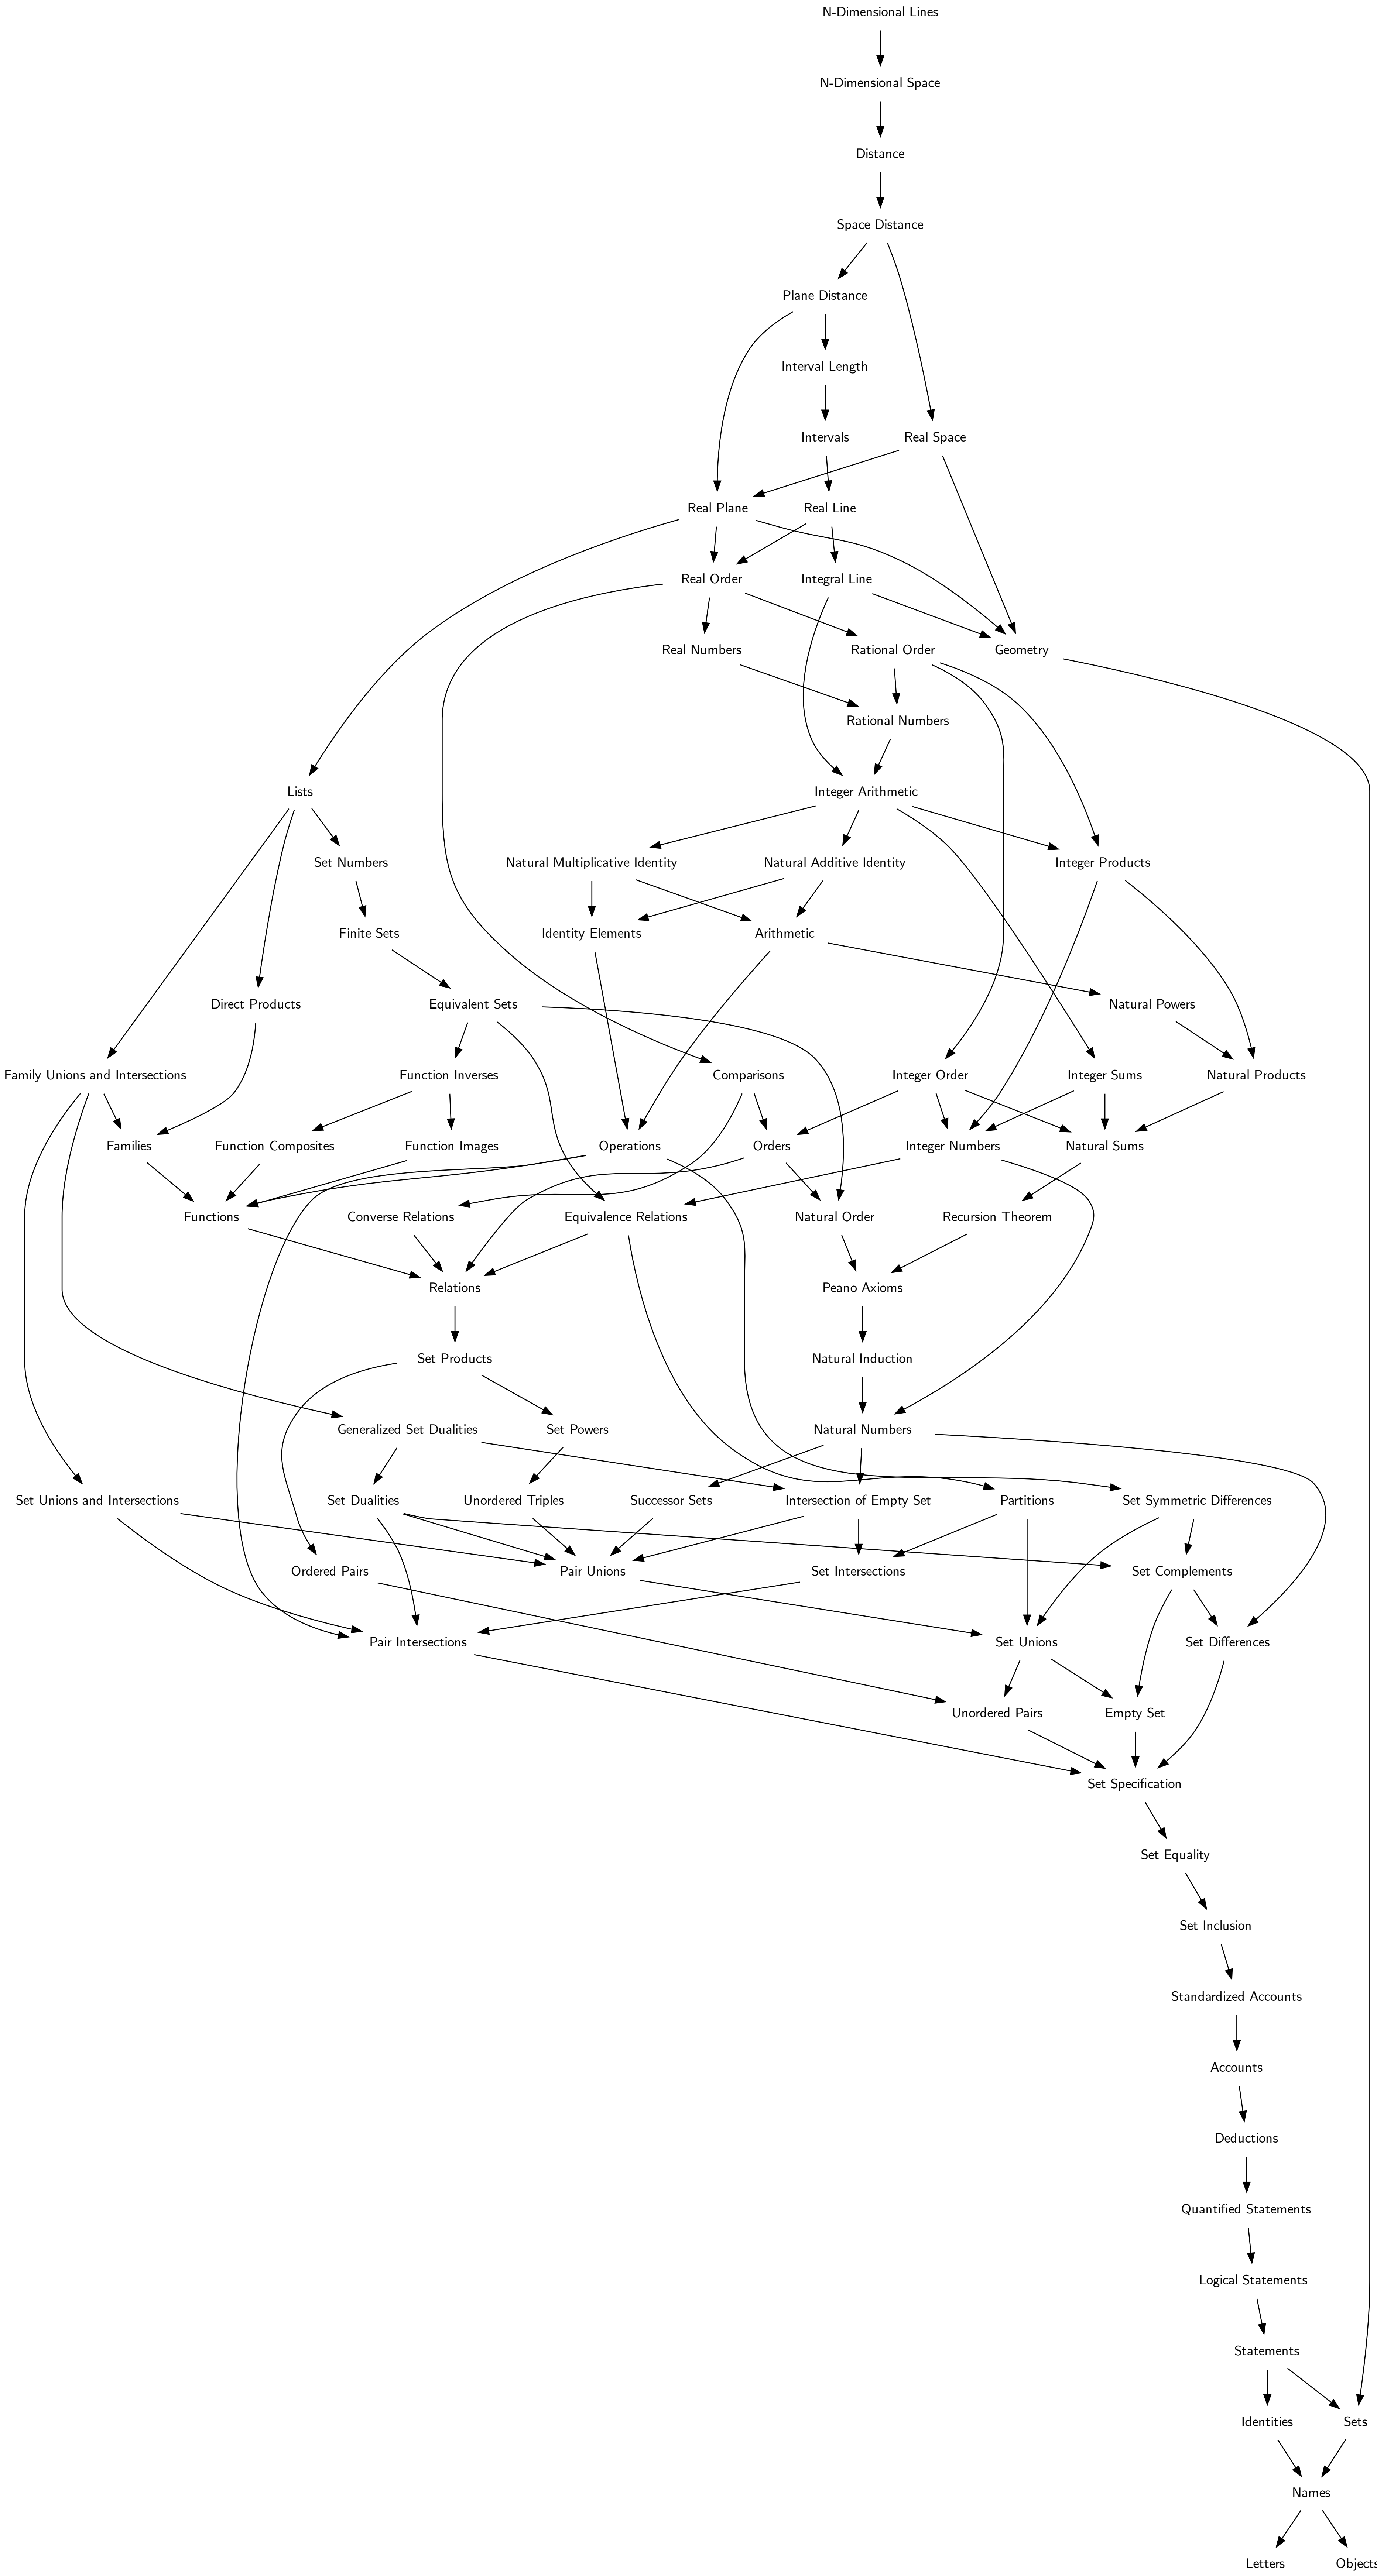 N-Dimensional Lines
N-Dimensional Space
Distance
Space Distance
Plane Distance
Interval Length
Intervals
Real Space
Real Plane
Real Line
Real Order
Integral Line
Real Numbers
Rational Order
Geometry
Rational Numbers
Lists
Integer Arithmetic
Set Numbers
Natural Multiplicative Identity
Natural Additive Identity
Integer Products
Finite Sets
Identity Elements
Arithmetic
Direct Products
Equivalent Sets
Natural Powers
Family Unions and Intersections
Function Inverses
Comparisons
Integer Order
Integer Sums
Natural Products
Families
Function Composites
Function Images
Operations
Orders
Integer Numbers
Natural Sums
Functions
Converse Relations
Equivalence Relations
Natural Order
Recursion Theorem
Relations
Peano Axioms
Set Products
Natural Induction
Generalized Set Dualities
Set Powers
Natural Numbers
Set Unions and Intersections
Set Dualities
Unordered Triples
Successor Sets
Intersection of Empty Set
Partitions
Set Symmetric Differences
Ordered Pairs
Pair Unions
Set Intersections
Set Complements
Pair Intersections
Set Unions
Set Differences
Unordered Pairs
Empty Set
Set Specification
Set Equality
Set Inclusion
Standardized Accounts
Accounts
Deductions
Quantified Statements
Logical Statements
Statements
Identities
Sets
Names
Letters
Objects